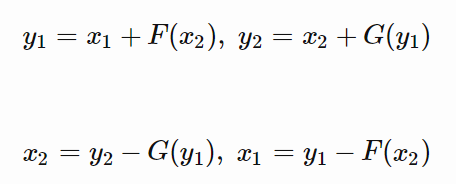 y₁ = x₁ + F(x₂), y₂ = x₂ + G(y₁)
x₂ = y₂ − G(y₁), x₁ = y₁ − F(x₂)